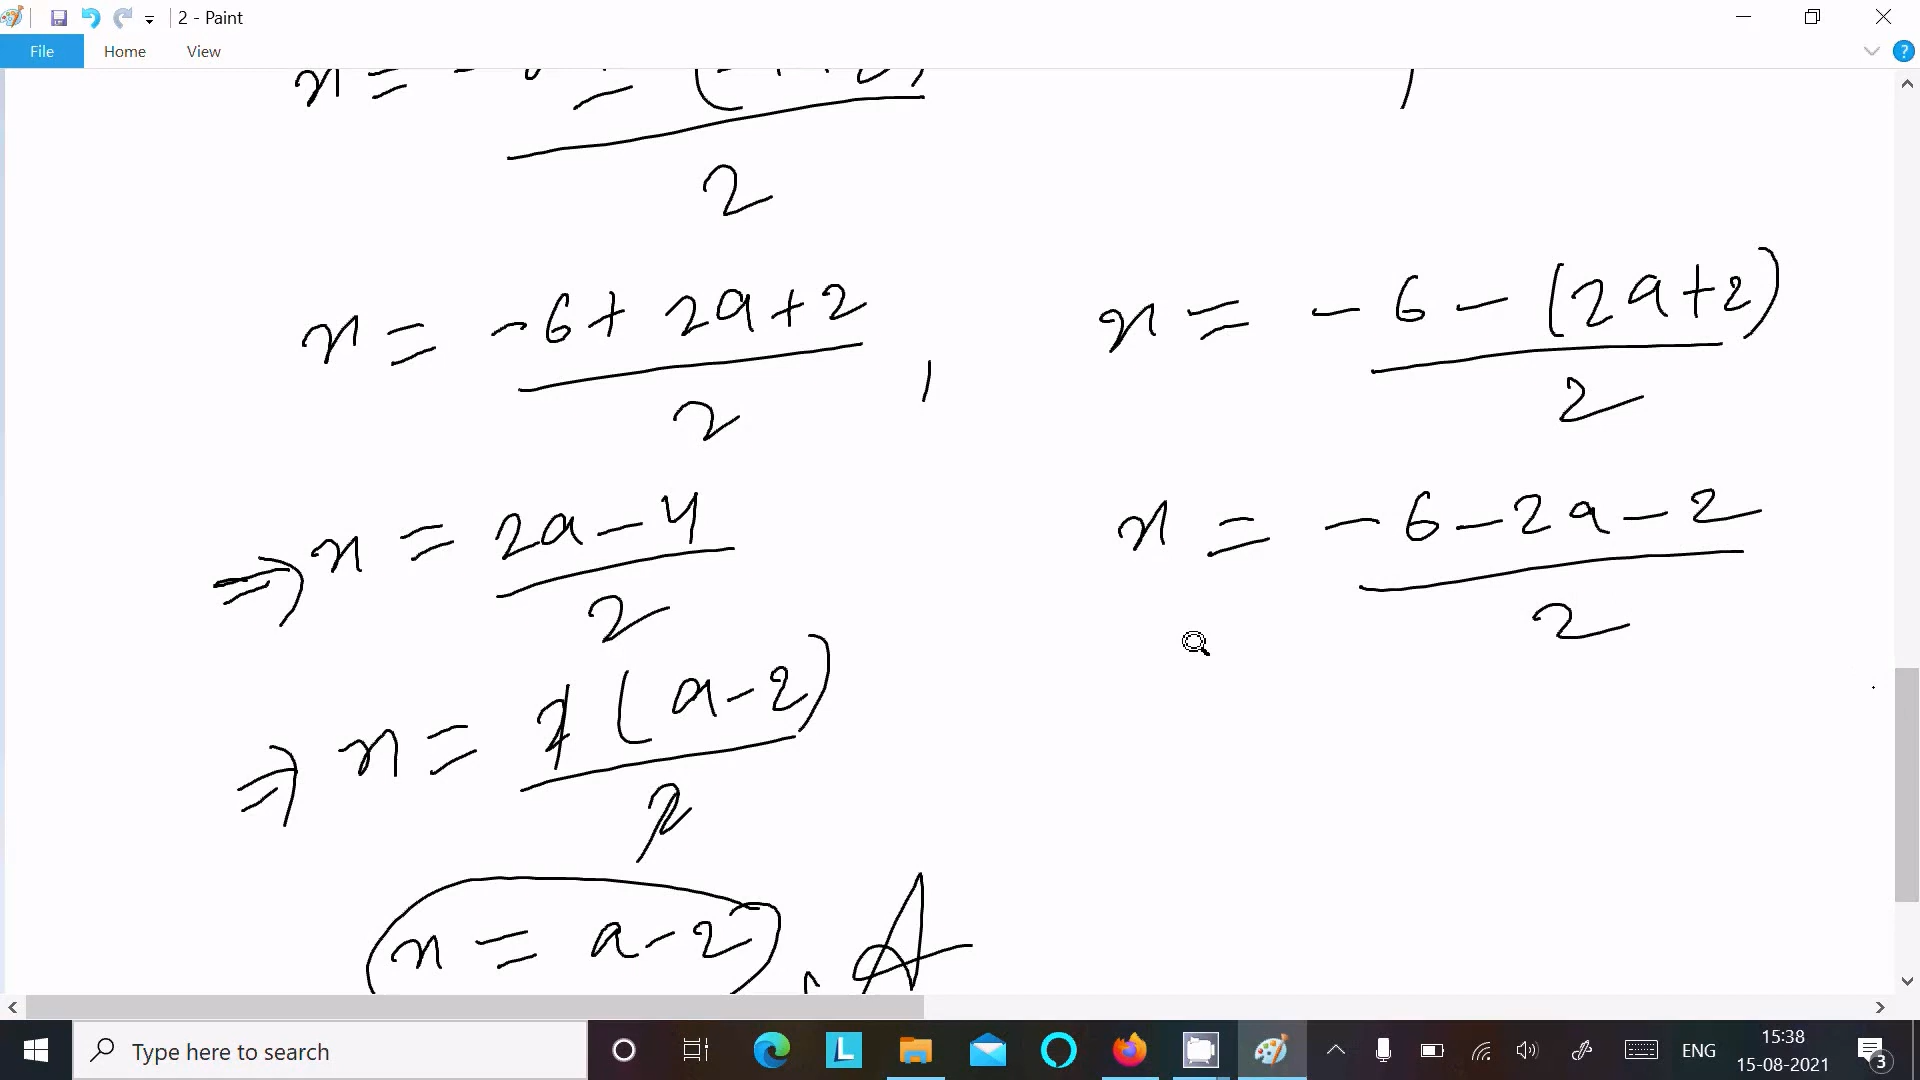 2 - Paint
File Home View
2
x = -6 + 2a + 2
2
,
x = -6 - (2a+2)
2
⇒ x = 2a - 4
2
x = -6 - 2a - 2
2
⇒ x = 2 (a-2)
2
x = a - 2
Type here to search
ENG
15:38
15-08-2021
3